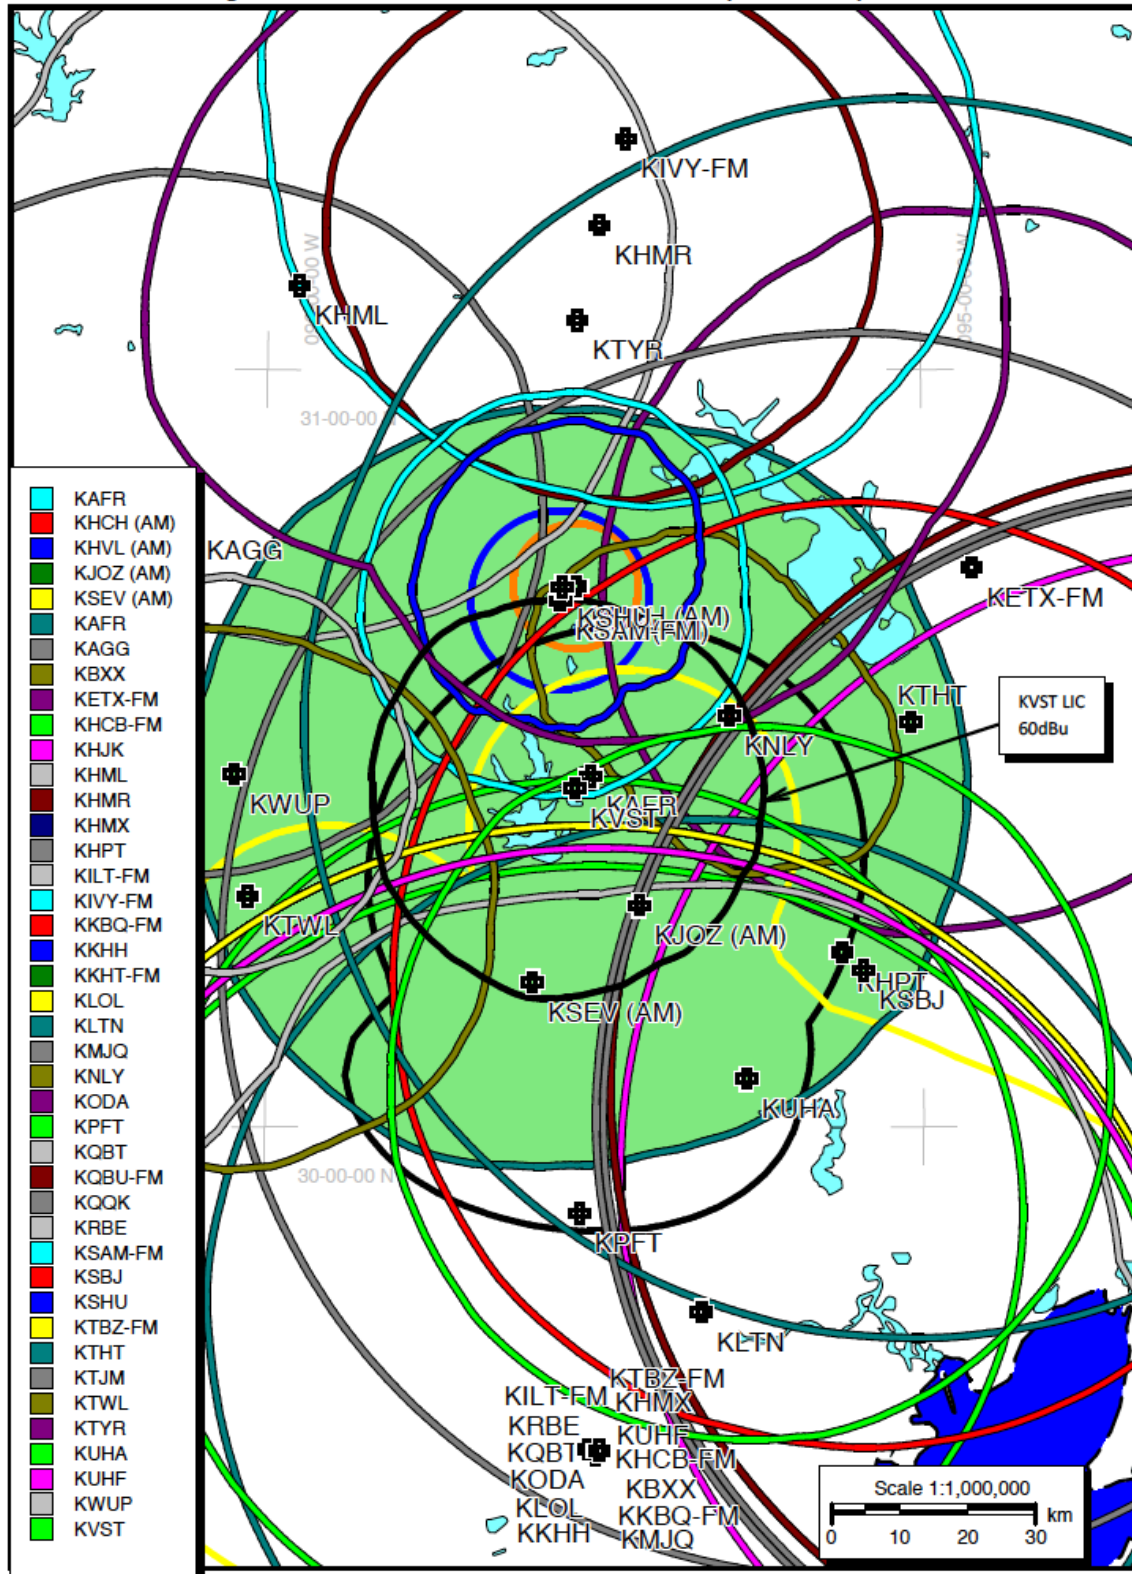 KIVY-FM
KHMR
KHML
KTYR
095-00-00 W
31-00-00 N
KAFR
KHCH (AM)
KHVL (AM)
KJOZ (AM)
KSEV (AM)
KAFR
KAGG
KBXX
KETX-FM
KHCB-FM
KHJK
KHML
KHMR
KHMX
KHPT
KILT-FM
KIVY-FM
KKBQ-FM
KKHH
KKHT-FM
KLOL
KLTN
KMJQ
KNLY
KODA
KPFT
KQBT
KQBU-FM
KQQK
KRBE
KSAM-FM
KSBJ
KSHU
KTBZ-FM
KTHT
KTJM
KTWL
KTYR
KUHA
KUHF
KWUP
KVST
KAGG
KSHU
KETX-FM
KTHT
KVST LIC
60dBu
KNLY
KWUP
KAFR
KVST
KTWL
KJOZ (AM)
KHPT
KSBJ
KSEV (AM)
KUHA
30-00-00 N
KPFT
KLTN
KTBZ-FM
KILT-FM
KHMX
KRBE
KUHF
KQBT
KHCB-FM
KODA
KBXX
KLOL
KKBQ-FM
KKHH
KMJQ
Scale 1:1,000,000
km
0 10 20 30